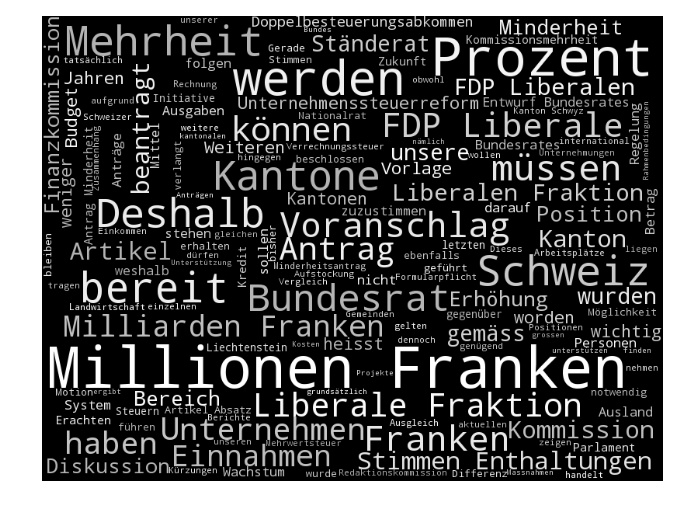 unserer
Doppelbesteuerungsabkommen
Minderheit
Bundes
Mehrheit
Gerade
Ständerat
Kommissionsmehrheit
Prozent
tatsächlich
folgen
Stimmen
Zukunft
obwohl
Finanzkommission
Jahren
Rechnung
werden
FDP Liberalen
aufgrund
Initiative
Nationalrat
Budget
beantragt
Ausgaben
Unternehmenssteuerreform
Entwurf Bundesrates
Schweizer
weitere
kantonalen
können
FDP Liberale
Kanton Schwyz
Regelung
Rahmenbedingungen
Mittel
Weiteren
Verrechnungssteuer
nämlich
international
Zusammenhang
Minderheit
Anträge
verlangt
hingegen
beschlossen
unsere
wollen
Bundesrates
Unternehmungen
weniger
Kantone
Vorlage
müssen
Anträgen
Kantonen
Liberalen Fraktion
Betrag
Antrag
Deshalb
zuzustimmen
darauf
Position
Einkommen
stehen
gleichen
Voranschlag
letzten
Dieses
Kanton
liegen
bleiben
Artikel
erhalten
dürfen
sollen
bisher
Antrag
ebenfalls
Arbeitsplätze
Unterstützung
Minderheitsantrag
weshalb
Kredit
Aufstockung
nicht
geführt
Schweiz
tragen
bereit
Vergleich
Formularpflicht
Landwirtschaft
einzelnen
Bundesrat
Erhöhung
wurden
gegenüber
Möglichkeit
Gemeinden
Milliarden Franken
gelten
worden
Positionen
grossen
heisst
gemäss
wichtig
Liechtenstein
Kosten
dennoch
genügend
Personen
unterstützen
finden
Millionen Franken
Projekte
nehmen
Motion
ergibt
grundsätzlich
System
Bereich
Liberale Fraktion
notwendig
Steuern
Artikel Absatz
Ausland
Erachten
Berichte
Ausgleich
aktuellen
führen
Unternehmen
Kommission
haben
unseren
Mehrwertsteuer
Franken
zeigen
Parlament
Diskussion
Einnahmen
Stimmen Enthaltungen
Kürzungen
Wachstum
wurde
Redaktionskommission
Differenz
Massnahmen
handelt